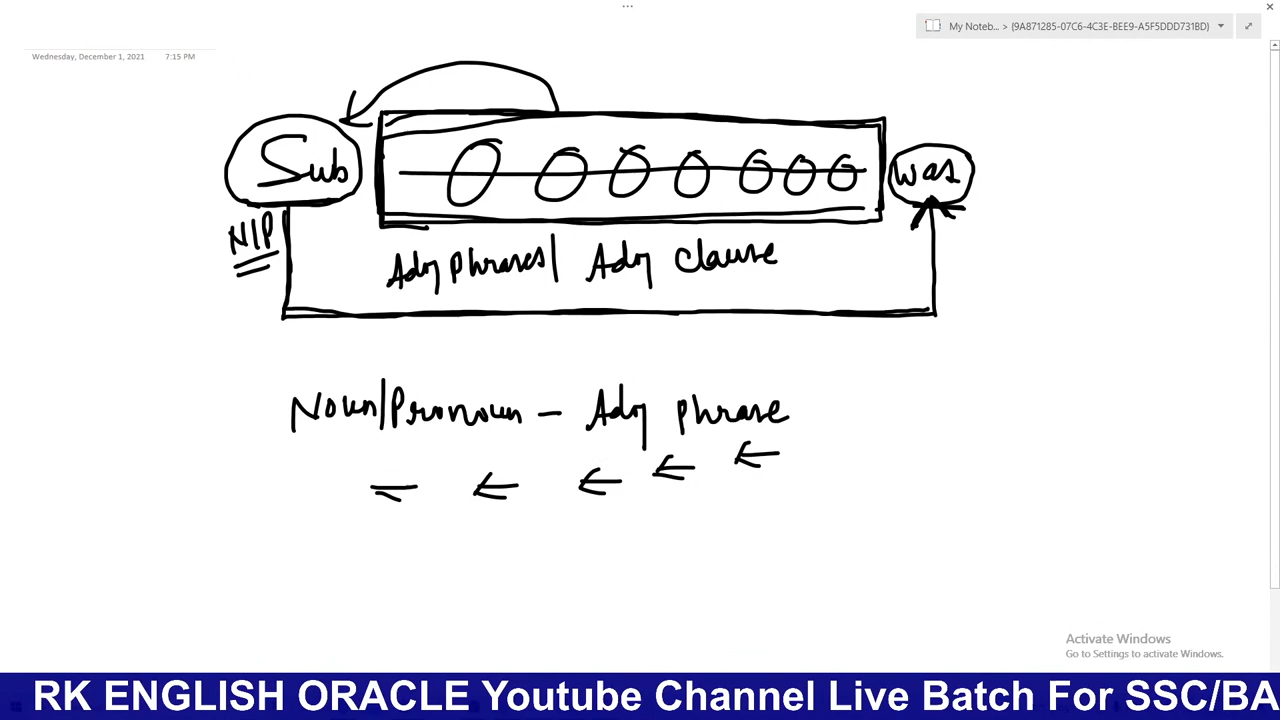 My Noteb... > {9A871285-07C6-4C3E-BEE9-A5F5DDD731BD}
Wednesday, December 1, 2021 7:15 PM
Sub was
N/P
Adj Phrases/ Adj Clause
Noun/Pronoun - Adj phrase
Activate Windows
Go to Settings to activate Windows.
RK ENGLISH ORACLE Youtube Channel Live Batch For SSC/BA